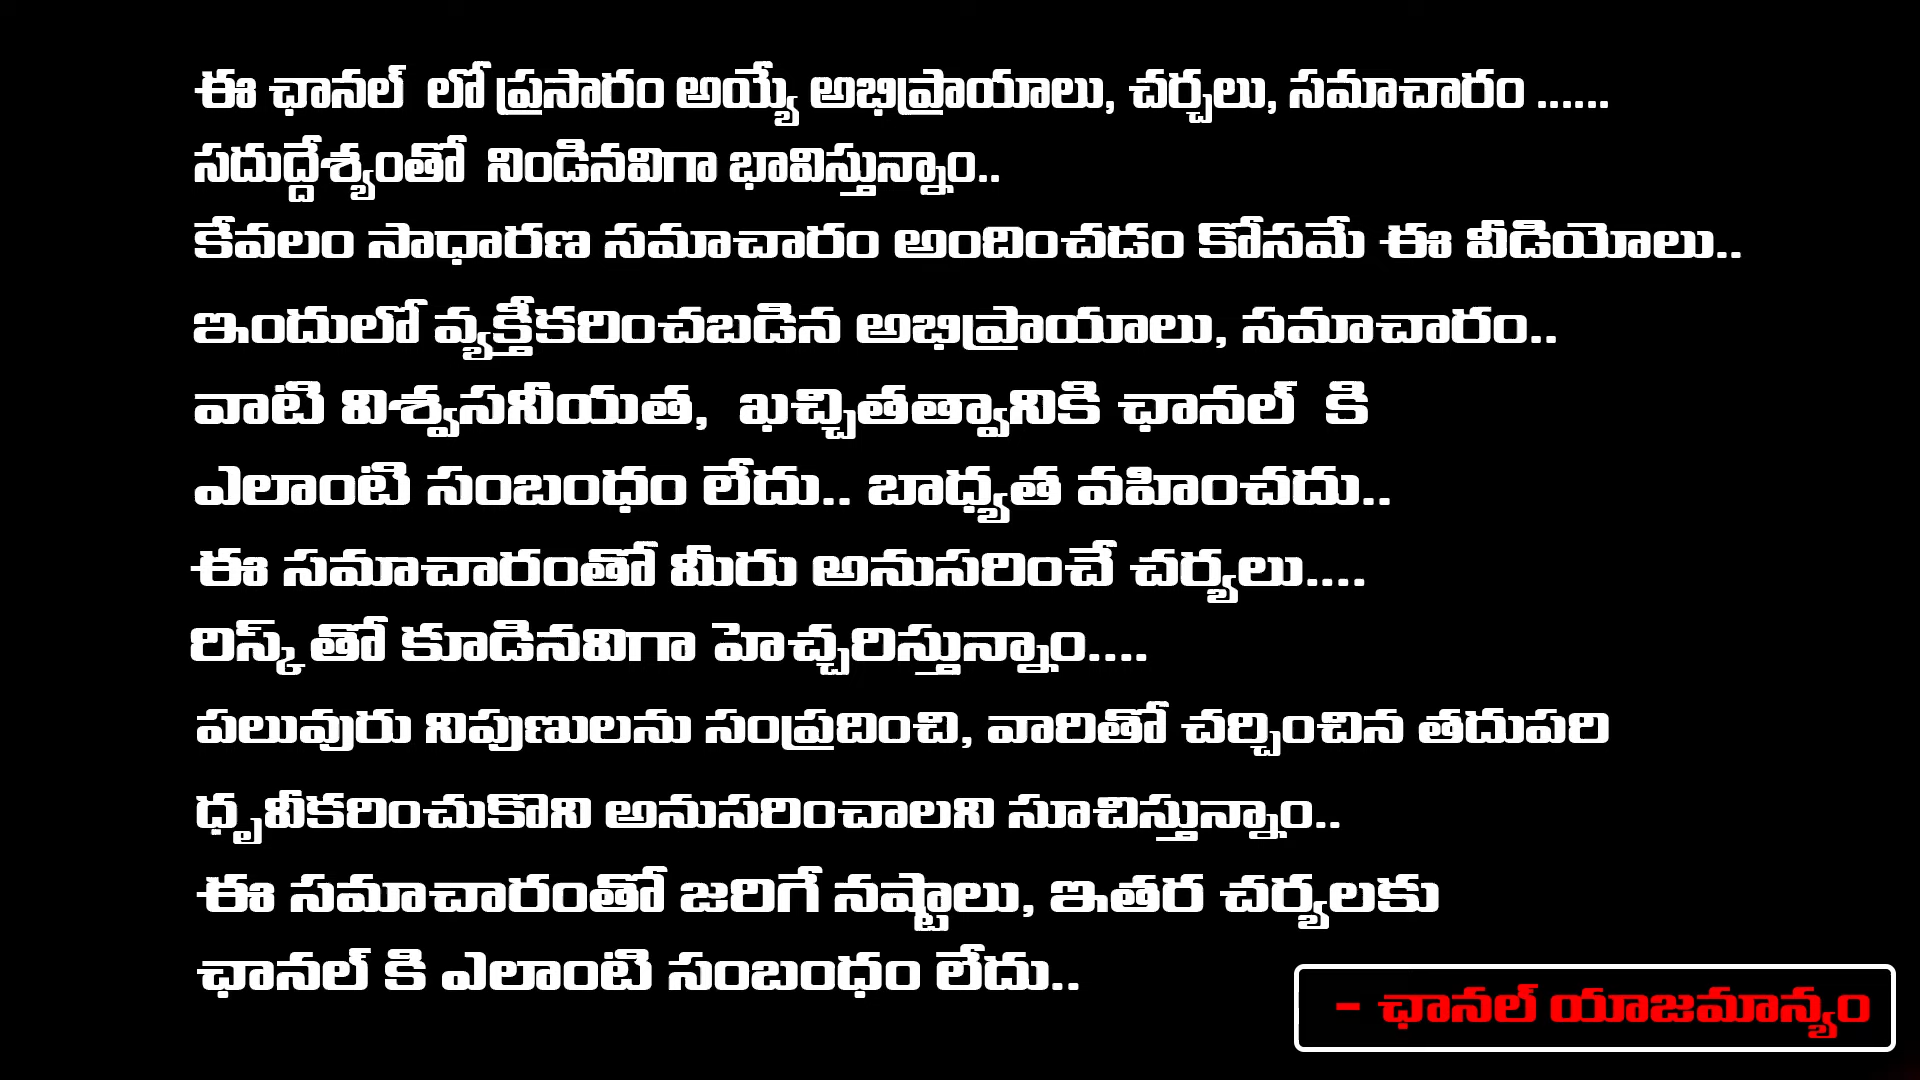 ఈ ఛానల్ లో ప్రసారం అయ్యే అభిప్రాయాలు, చర్చలు, సమాచారం ......
సదుద్దేశ్యంతో నిండినవిగా భావిస్తున్నాం..
కేవలం సాధారణ సమాచారం అందించడం కోసమే ఈ వీడియోలు..
ఇందులో వ్యక్తీకరించబడిన అభిప్రాయాలు, సమాచారం..
వాటి విశ్వసనీయత, ఖచ్చితత్వానికి ఛానల్ కి
ఎలాంటి సంబంధం లేదు.. బాధ్యత వహించదు..
ఈ సమాచారంతో మీరు అనుసరించే చర్యలు....
రిస్క్ తో కూడినవిగా హెచ్చరిస్తున్నాం....
పలువురు నిపుణులను సంప్రదించి, వారితో చర్చించిన తదుపరి
ధృవీకరించుకొని అనుసరించాలని సూచిస్తున్నాం..
ఈ సమాచారంతో జరిగే నష్టాలు, ఇతర చర్యలకు
ఛానల్ కి ఎలాంటి సంబంధం లేదు..
- ఛానల్ యాజమాన్యం